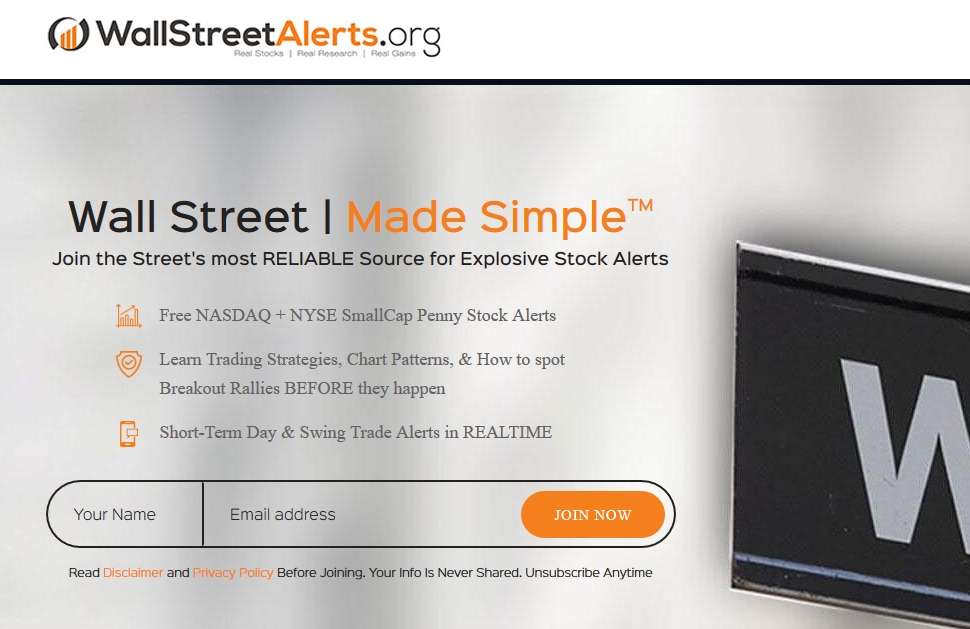 WallStreetAlerts.org
Real Stocks | Real Research | Real Gains
Wall Street | Made Simple™
Join the Street's most RELIABLE Source for Explosive Stock Alerts
Free NASDAQ + NYSE SmallCap Penny Stock Alerts
Learn Trading Strategies, Chart Patterns, & How to spot
Breakout Rallies BEFORE they happen
Short-Term Day & Swing Trade Alerts in REALTIME
Your Name
Email address
JOIN NOW
Read Disclaimer and Privacy Policy Before Joining. Your Info Is Never Shared. Unsubscribe Anytime
W